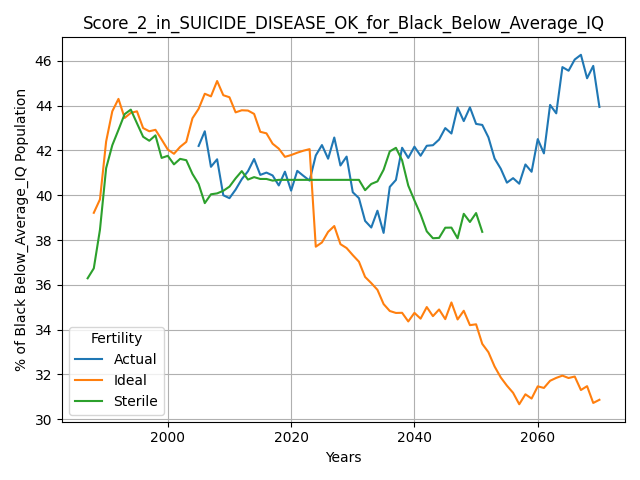 Score_2_in_SUICIDE_DISEASE_OK_for_Black_Below_Average_IQ
% of Black Below_Average_IQ Population
46
44
42
40
38
36
34
32
30
Fertility
Actual
Ideal
Sterile
2000
2020
2040
2060
Years